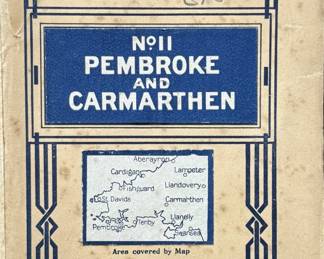 No11
PEMBROKE
AND
CARMARTHEN
Aberayron
Cardigan
Lampeter
Fishguard
Llandovery
St Davids
Carmarthen
Pembroke
Tenby
Llanelly
Swansea
Area covered by Map